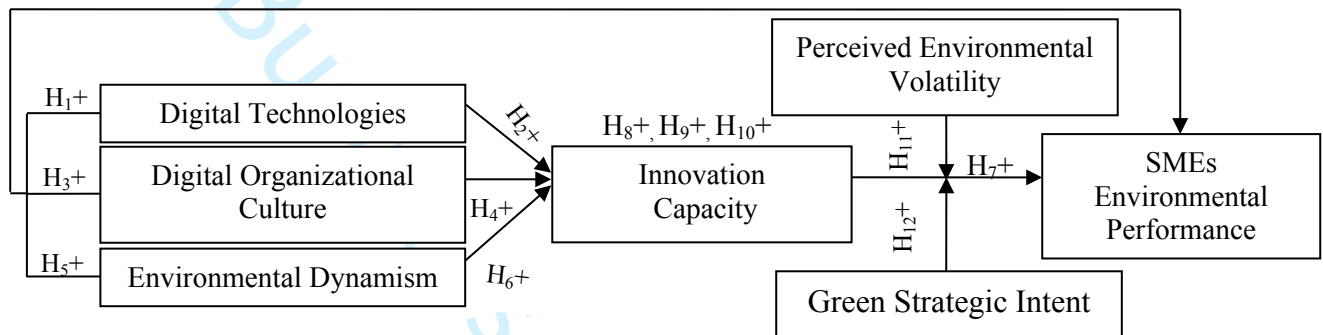 Perceived Environmental
Volatility
H₁+
Digital Technologies
H₂+
H₈+, H₉+, H₁₀+
H₁₁+
H₃+
Digital Organizational
Culture
H₄+
Innovation
Capacity
H₇+
SMEs
Environmental
Performance
H₅+
Environmental Dynamism
H₆+
H₁₂+
Green Strategic Intent